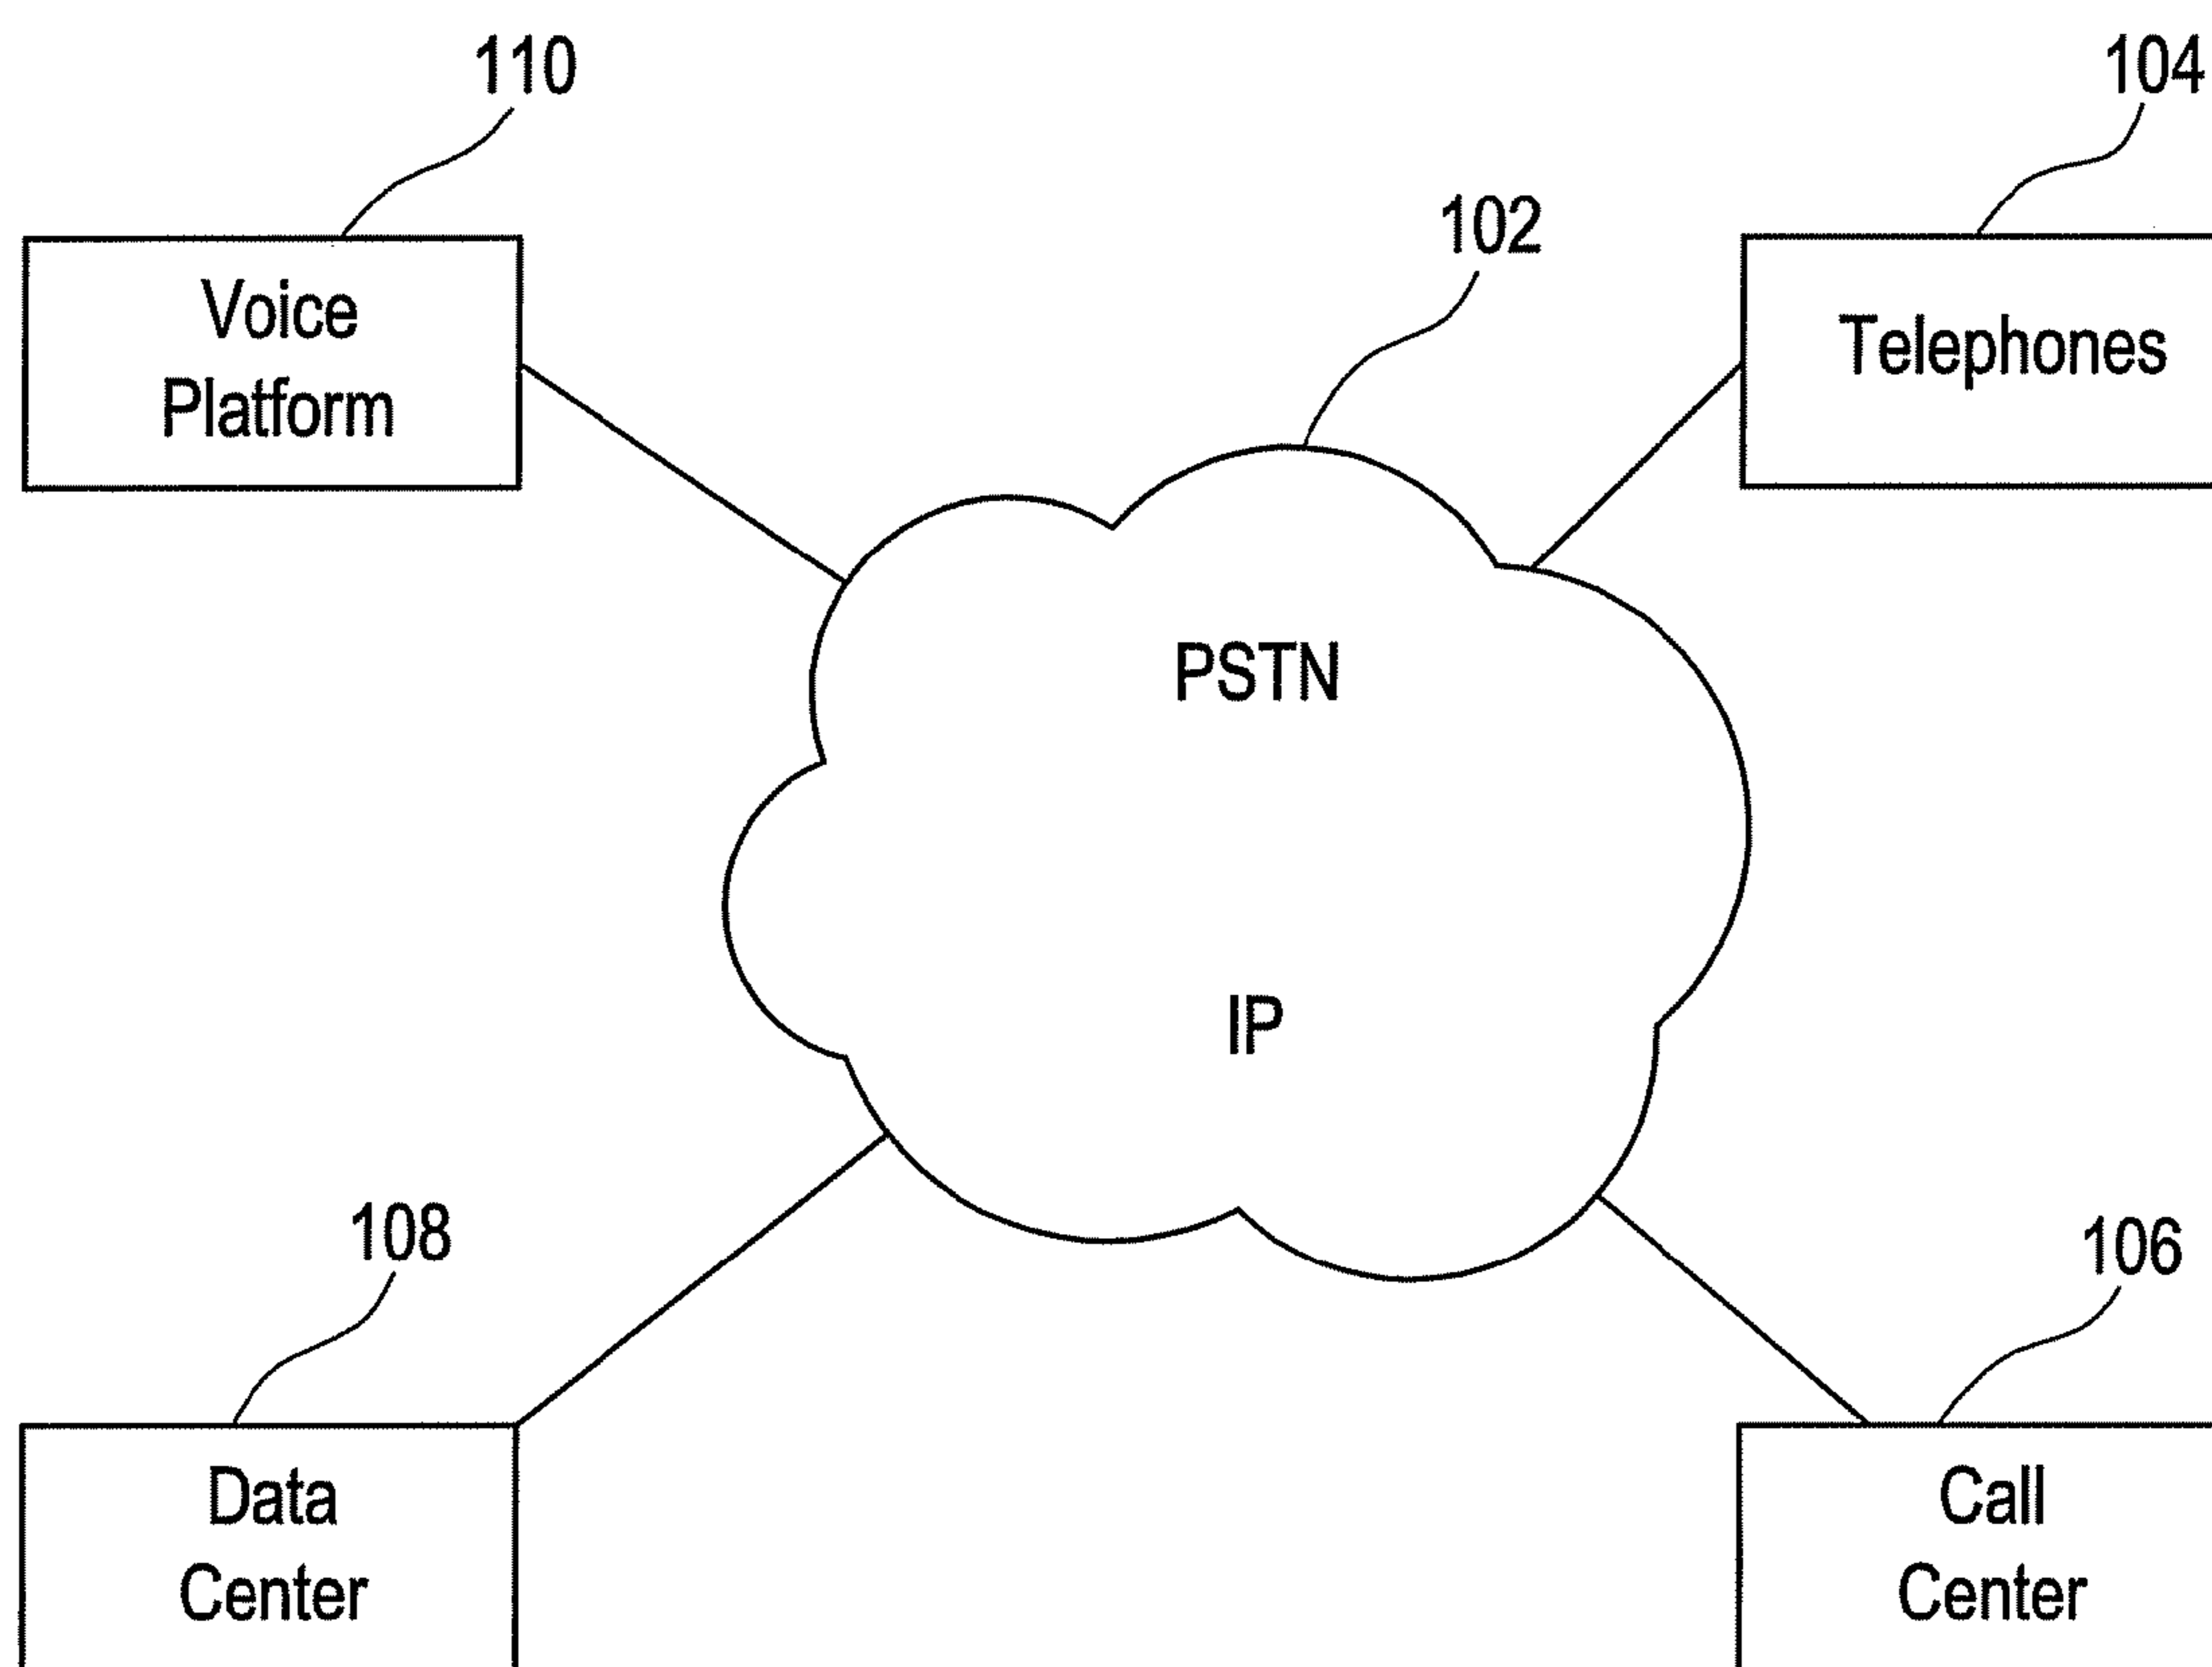 110
104
102
Voice
Platform
Telephones
PSTN
IP
108
106
Data
Center
Call
Center